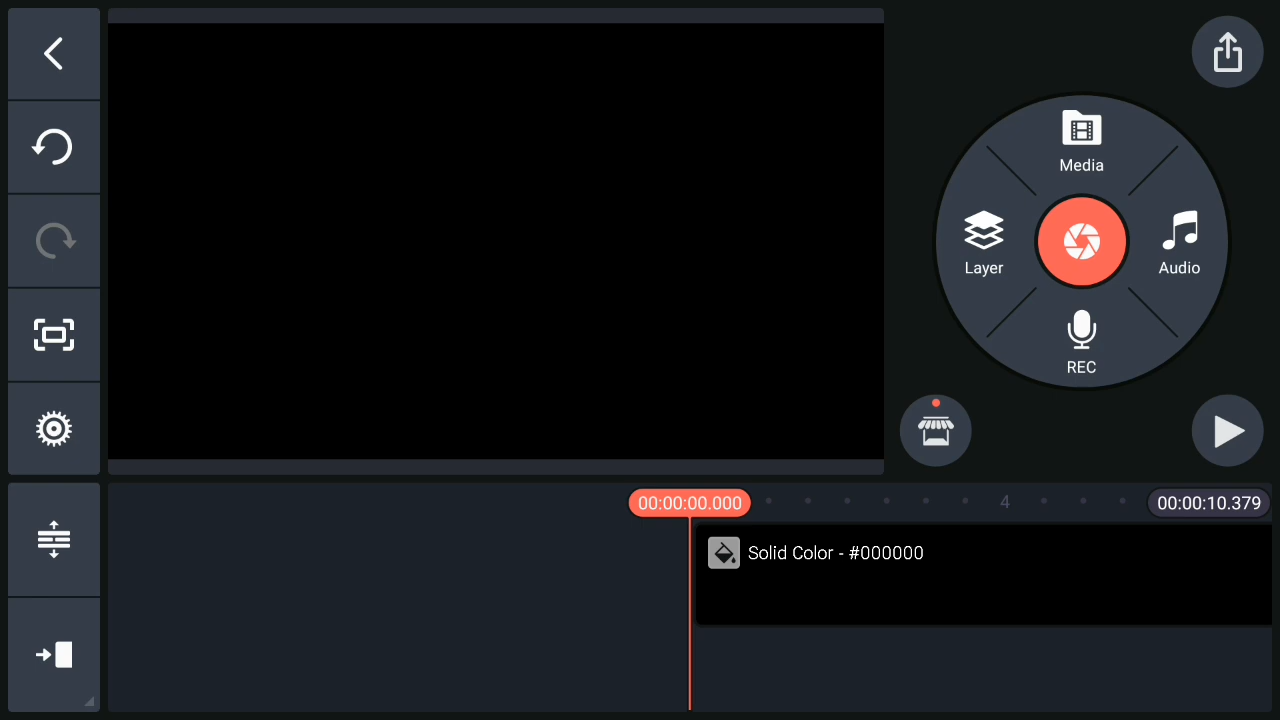 Media
Layer
Audio
REC
00:00:00.000
4
00:00:10.379
Solid Color - #000000